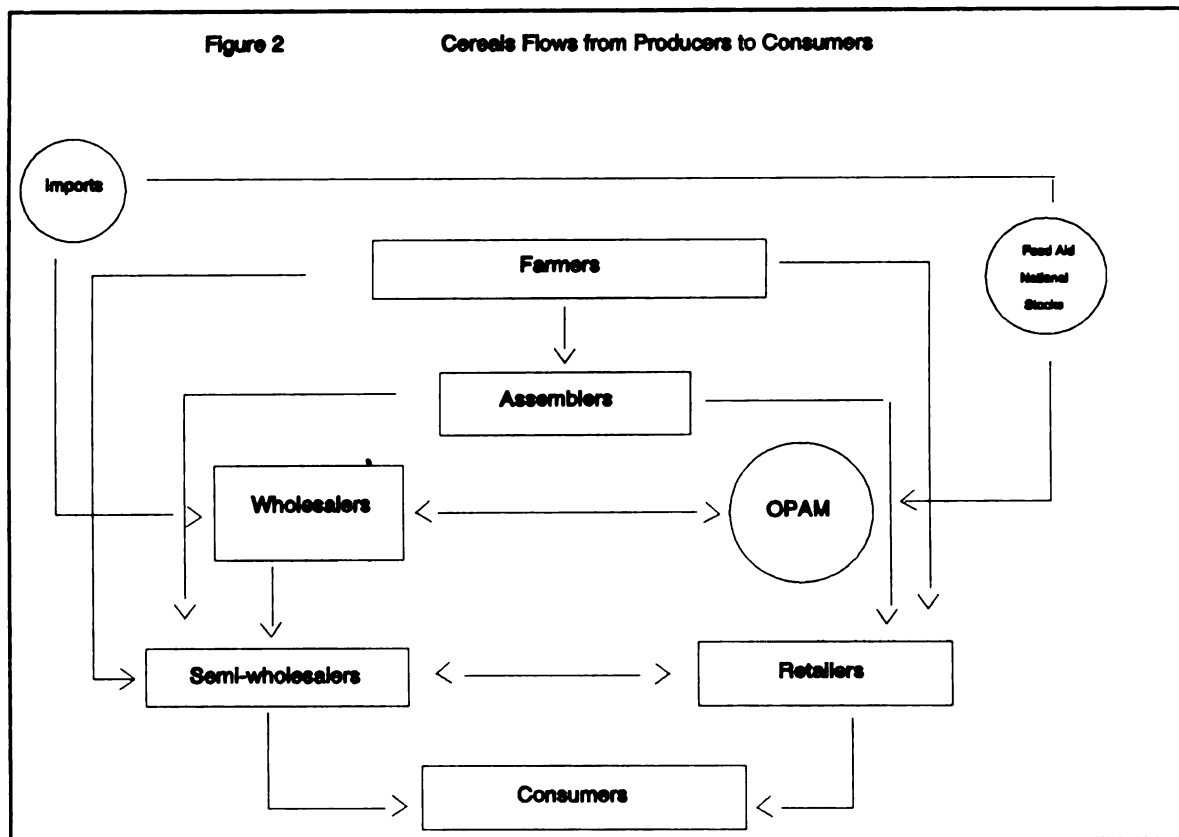 Figure 2 Cereals Flows from Producers to Consumers
Imports
Farmers
Food Aid
National
Stocks
Assemblers
Wholesalers
OPAM
Semi-wholesalers
Retailers
Consumers